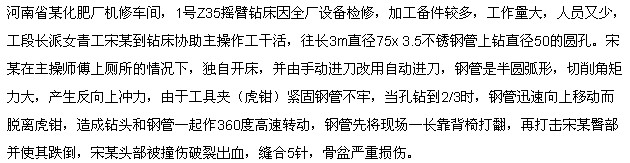 河南省某化肥厂机修车间，1号Z35摇臂钻床因全厂设备检修，加工备件较多，工作量大，人员又少，
工段长派女青工宋某到钻床协助主操作工干活，往长3m直径75x 3.5不锈钢管上钻直径50的圆孔。宋
某在主操师傅上厕所的情况下，独自开床，并由手动进刀改用自动进刀，钢管是半圆弧形，切削角矩
力大，产生反向上冲力，由于工具夹（虎钳）紧固钢管不牢，当孔钻到2/3时，钢管迅速向上移动而
脱离虎钳，造成钻头和钢管一起作360度高速转动，钢管先将现场一长靠背椅打翻，再打击宋某臀部
并使其跌倒，宋某头部被撞伤破裂出血，缝合5针，骨盆严重损伤。